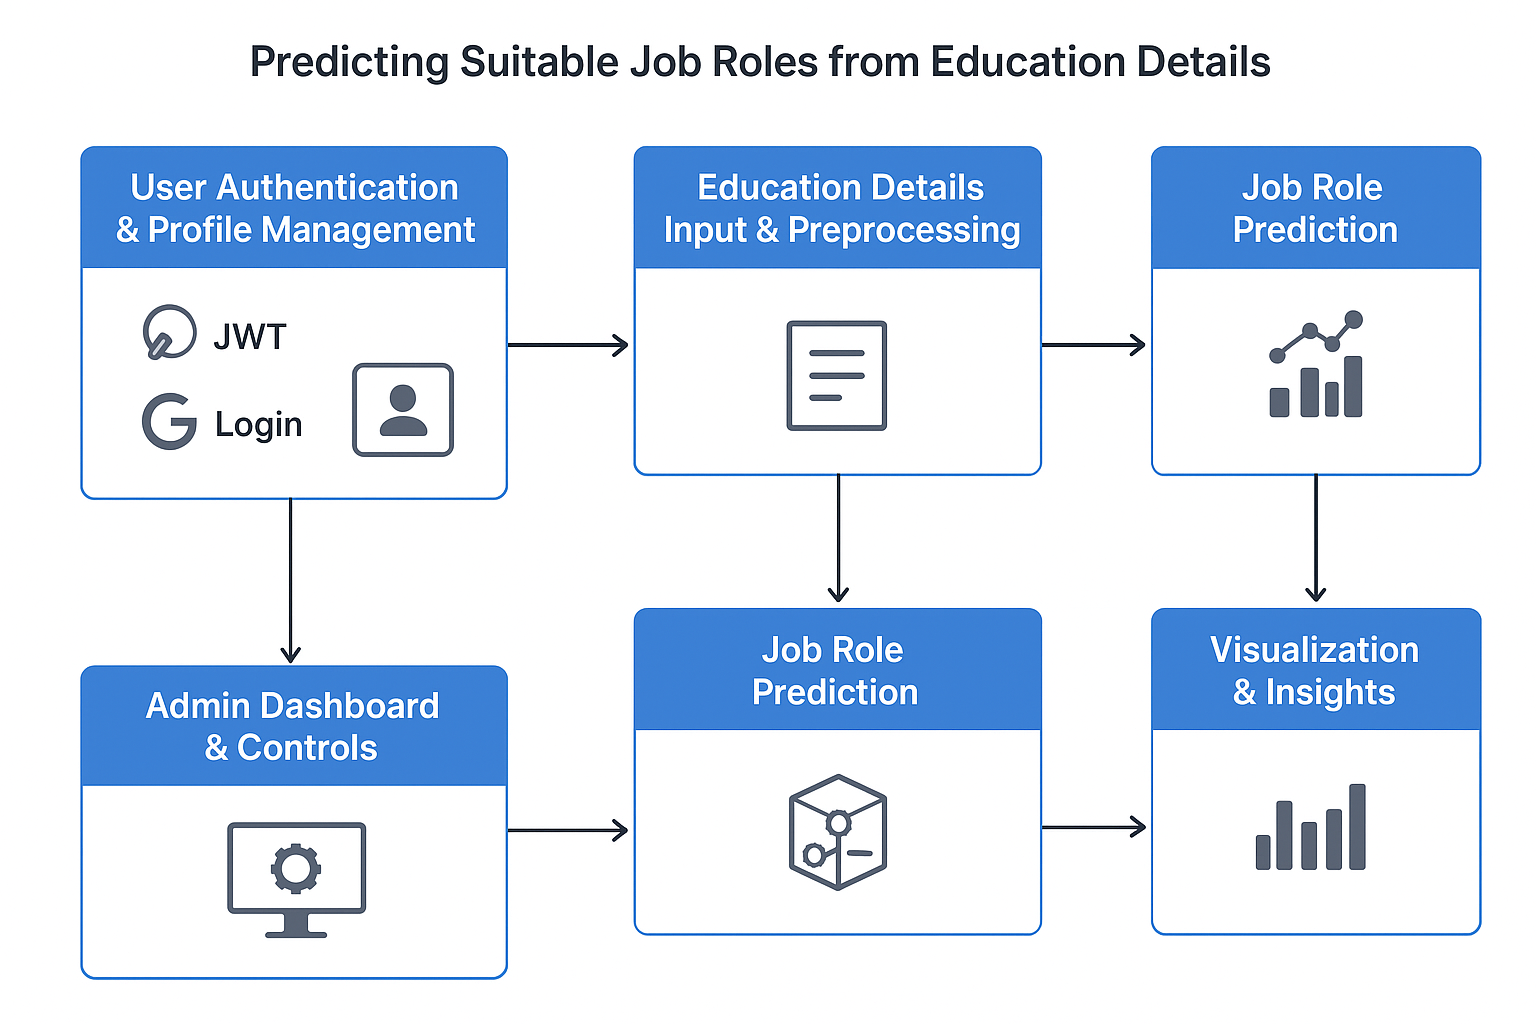 Predicting Suitable Job Roles from Education Details
User Authentication
& Profile Management
JWT
Login
Education Details
Input & Preprocessing
Job Role
Prediction
Admin Dashboard
& Controls
Job Role
Prediction
Visualization
& Insights